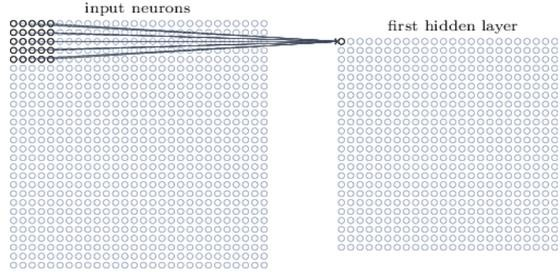 input neurons
first hidden layer